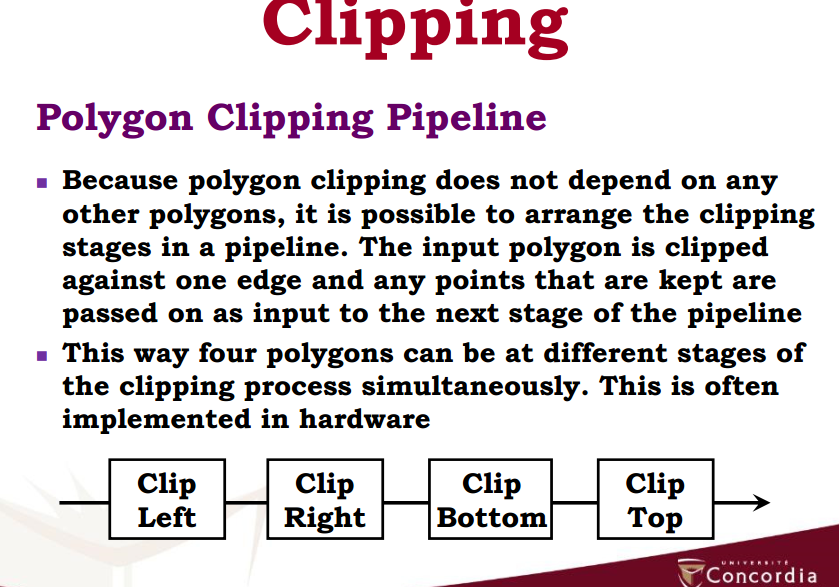 Clipping
Polygon Clipping Pipeline
▪ Because polygon clipping does not depend on any
other polygons, it is possible to arrange the clipping
stages in a pipeline. The input polygon is clipped
against one edge and any points that are kept are
passed on as input to the next stage of the pipeline
▪ This way four polygons can be at different stages of
the clipping process simultaneously. This is often
implemented in hardware
Clip
Left
Clip
Right
Clip
Bottom
Clip
Top
UNIVERSITÉ
Concordia